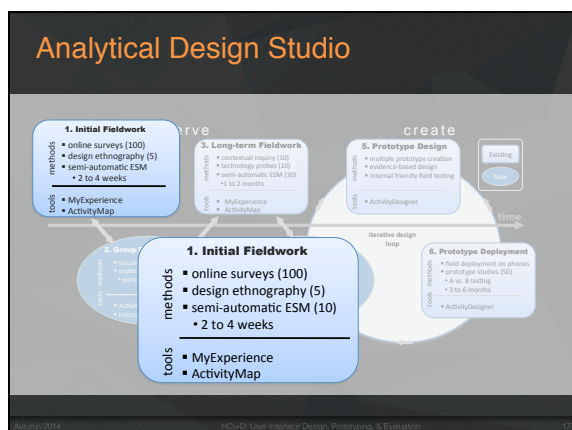 Analytical Design Studio
create
1. Initial Fieldwork
methods
▪ online surveys (100)
▪ design ethnography (5)
▪ semi-automatic ESM (10)
• 2 to 4 weeks
tools
▪ MyExperience
▪ ActivityMap
3. Long-term Fieldwork
methods
▪ contextual inquiry (10)
▪ technology probes (10)
▪ semi-automatic ESM (30)
• 1 to 2 months
tools
▪ MyExperience
▪ ActivityMap
5. Prototype Design
methods
▪ multiple prototype creation
▪ evidence-based design
▪ internal friendly field testing
tools
▪ ActivityDesigner
Existing
New
time
Iterative design
loop
2. Group
methods
tools
1. Initial Fieldwork
methods
▪ online surveys (100)
▪ design ethnography (5)
▪ semi-automatic ESM (10)
• 2 to 4 weeks
tools
▪ MyExperience
▪ ActivityMap
6. Prototype Deployment
methods
▪ field deployment on phones
▪ prototype studies (50)
• A vs. B testing
• 3 to 6 months
tools
▪ ActivityDesigner
Autumn 2014
HCI+D: User Interface Design, Prototyping, & Evaluation
17